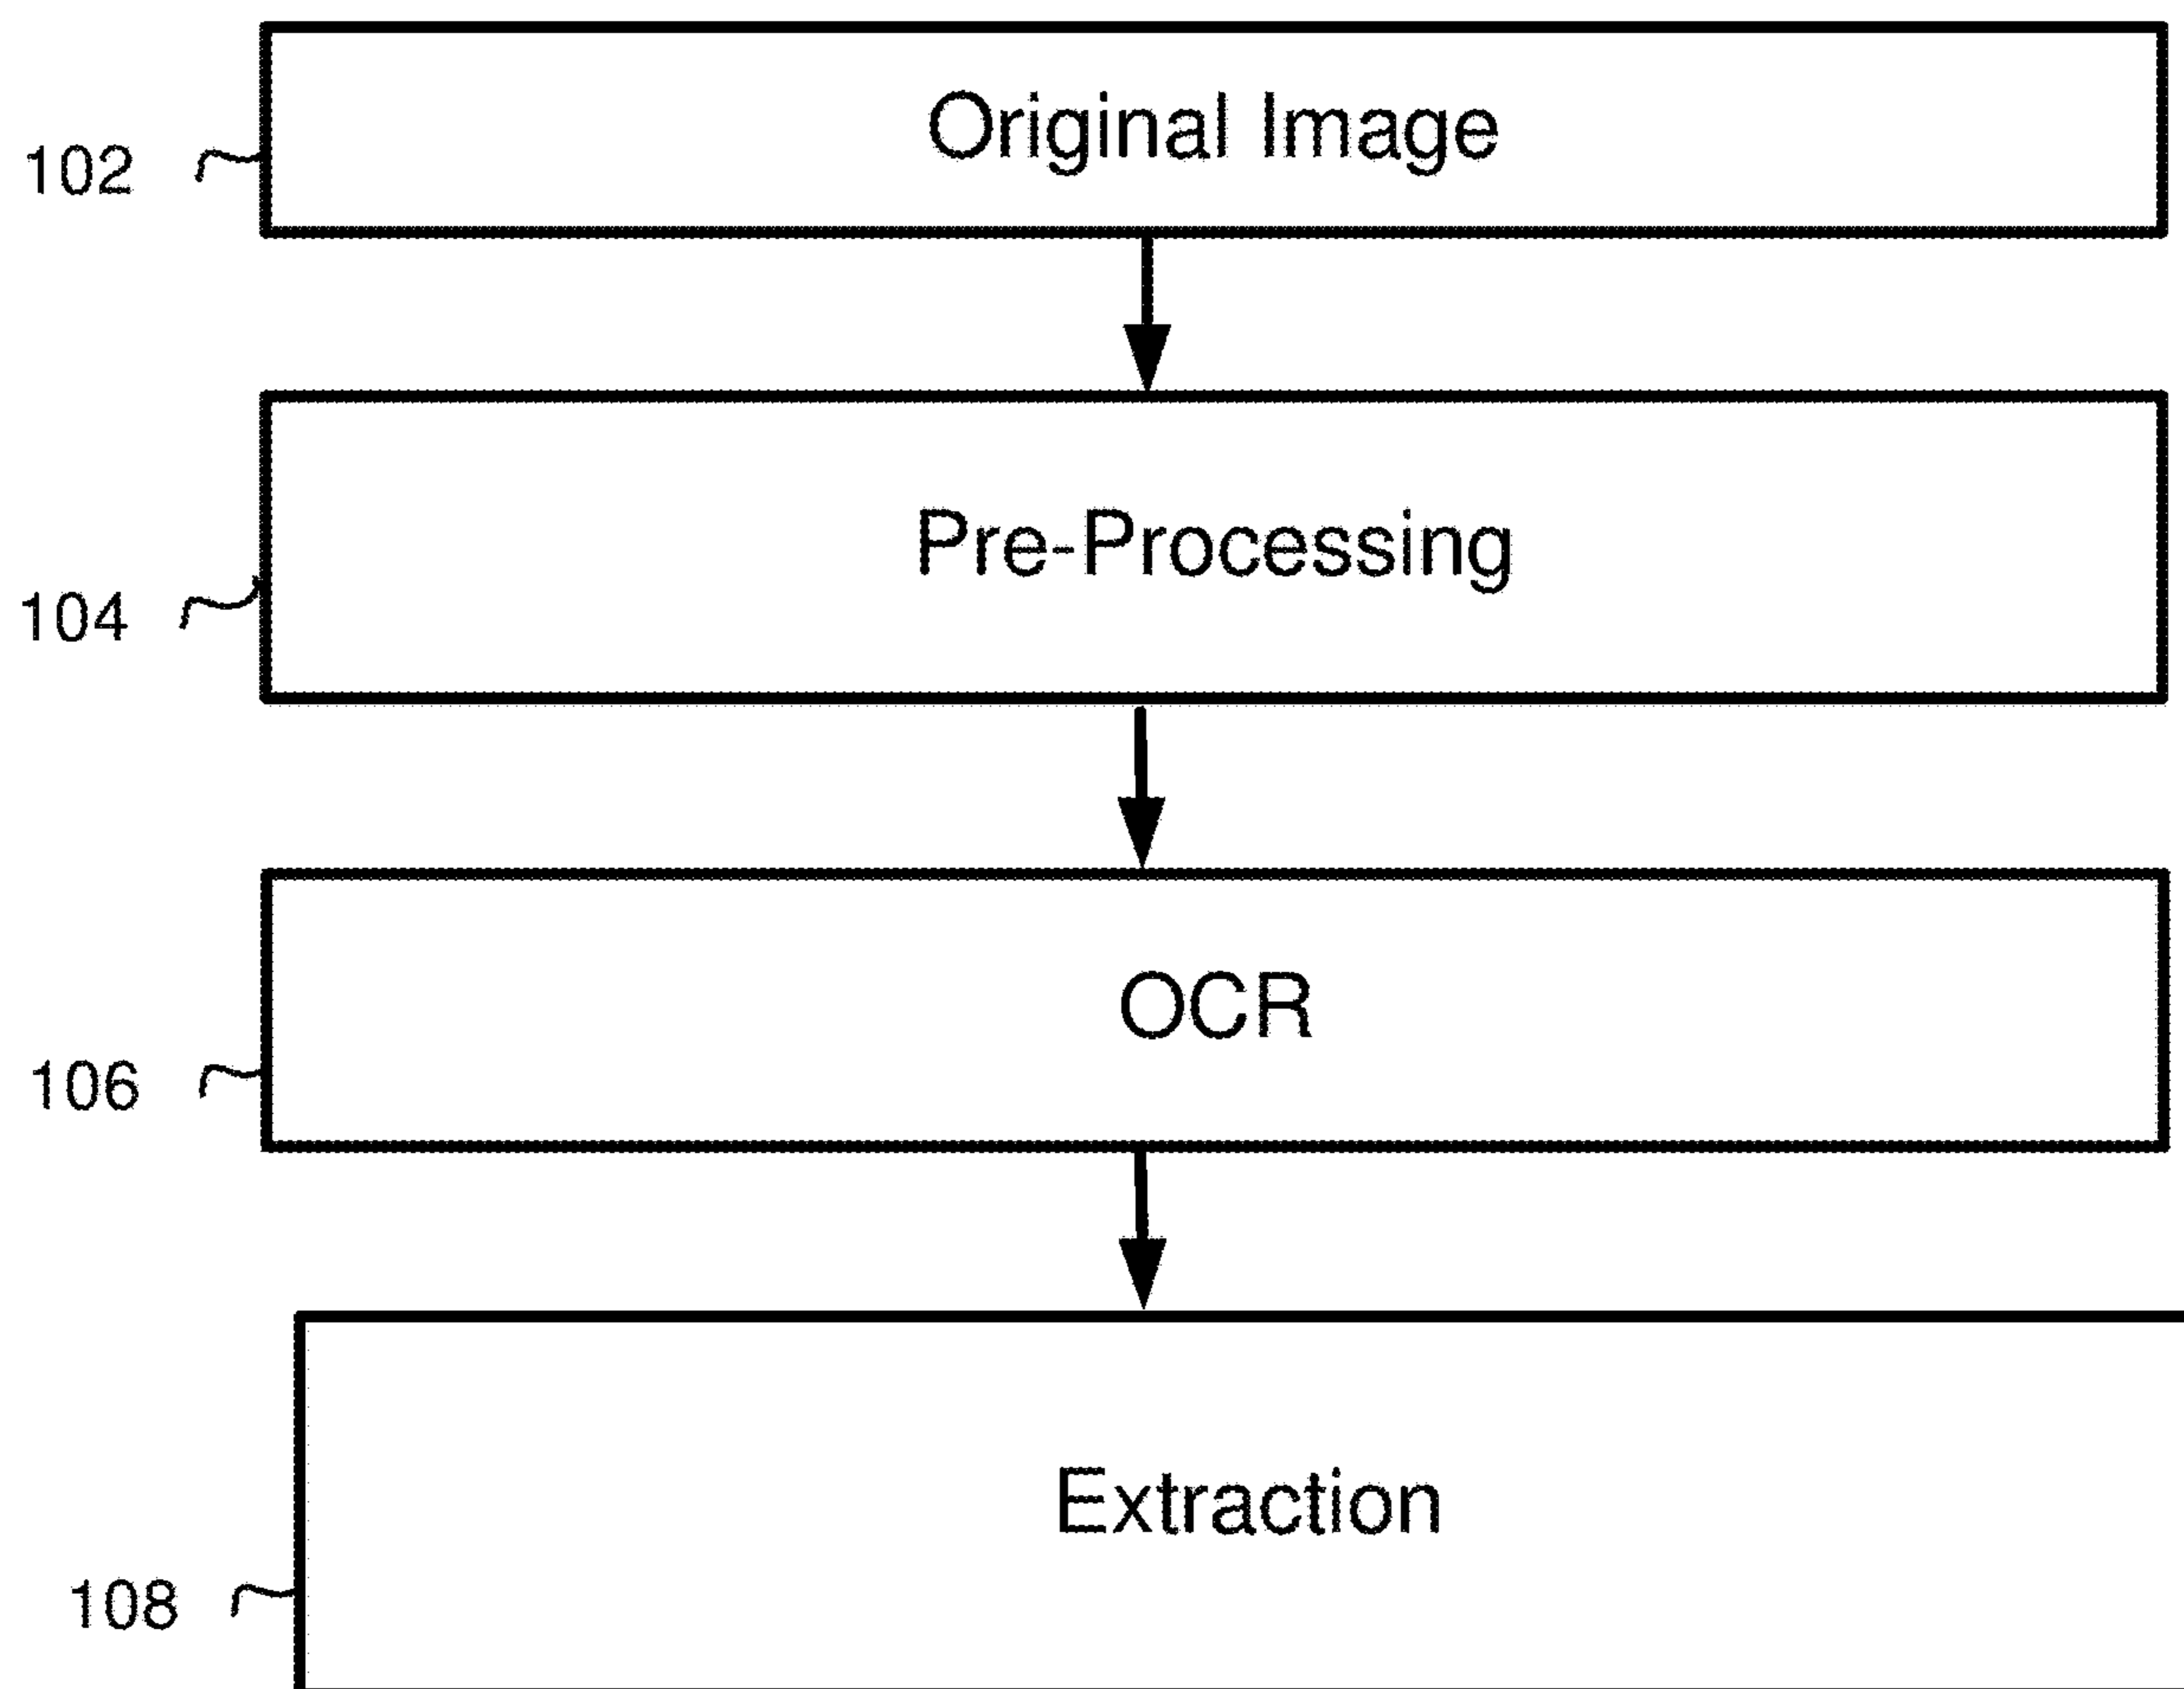 Original Image
102
Pre-Processing
104
OCR
106
Extraction
108